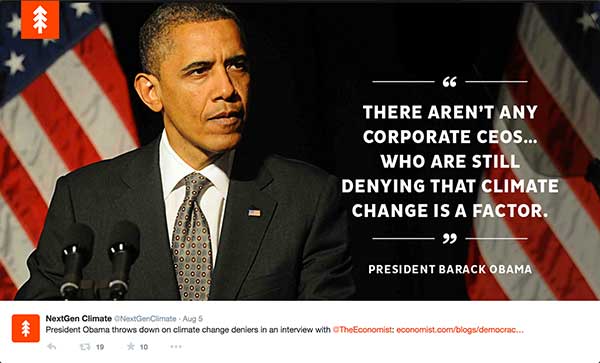 “
THERE AREN’T ANY
CORPORATE CEOS...
WHO ARE STILL
DENYING THAT CLIMATE
CHANGE IS A FACTOR.
”
PRESIDENT BARACK OBAMA
NextGen Climate @NextGenClimate · Aug 5
President Obama throws down on climate change deniers in an interview with @TheEconomist: economist.com/blogs/democrac…
19 10